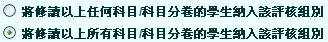 將修讀以上任何科目/科目分卷的學生納入該評核組別
將修讀以上所有科目/科目分卷的學生納入該評核組別